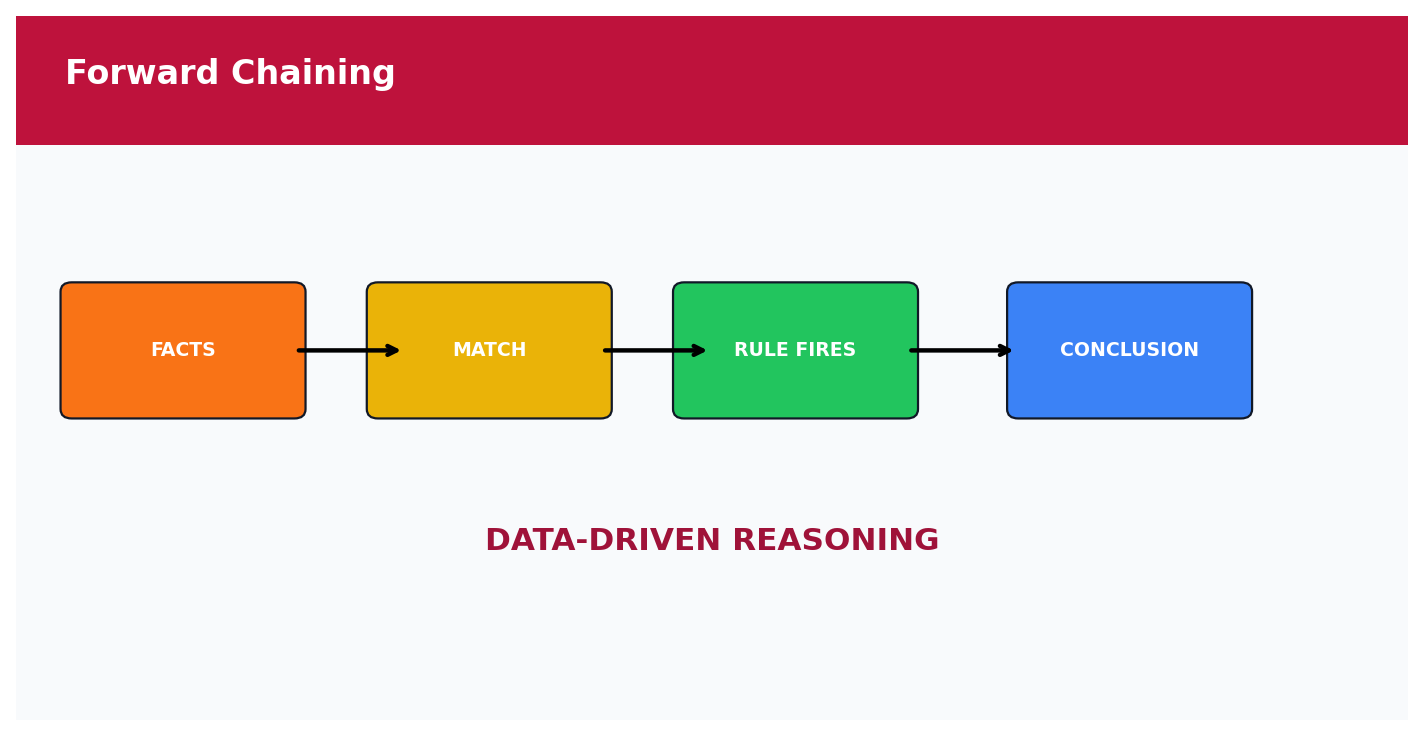 Forward Chaining
FACTS
MATCH
RULE FIRES
CONCLUSION
DATA-DRIVEN REASONING